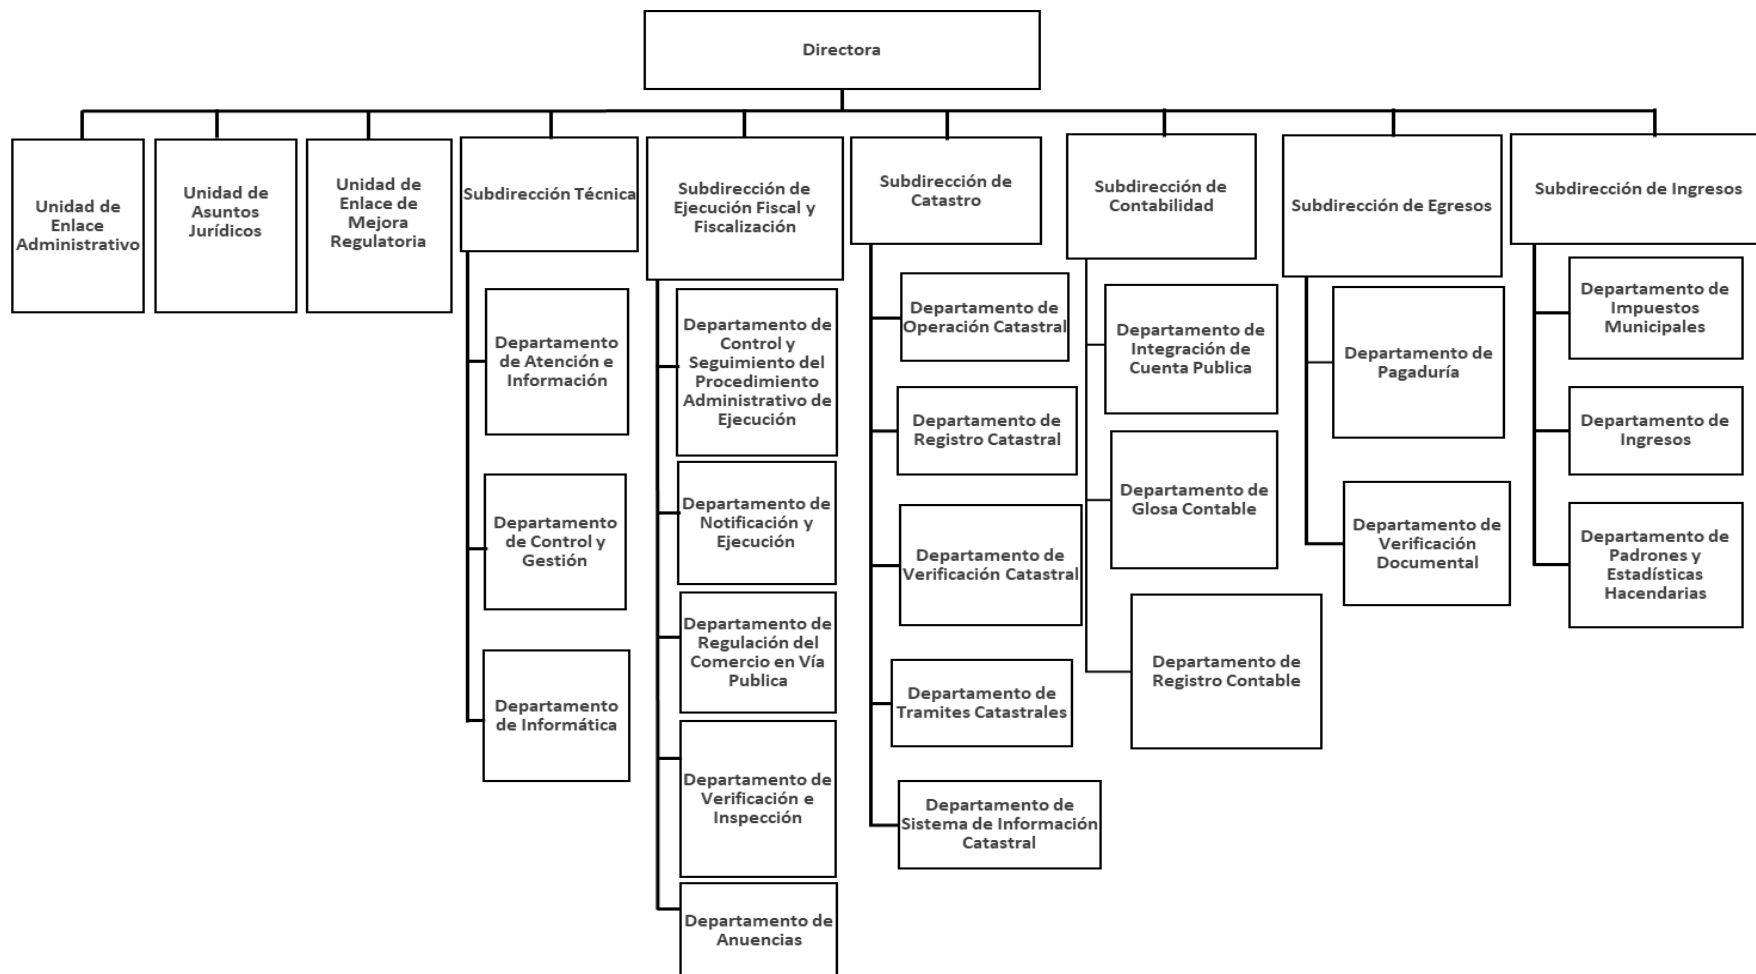 Directora
Unidad de
Enlace
Administrativo
Unidad de
Asuntos
Jurídicos
Unidad de
Enlace de
Mejora
Regulatoria
Subdirección Técnica
Departamento
de Atención e
Información
Departamento
de Control y
Gestión
Departamento
de Informática
Subdirección de
Ejecución Fiscal y
Fiscalización
Departamento de
Control y
Seguimiento del
Procedimiento
Administrativo de
Ejecución
Departamento de
Notificación y
Ejecución
Departamento de
Regulación del
Comercio en Vía
Publica
Departamento de
Verificación e
Inspección
Departamento de
Anuencias
Subdirección de
Catastro
Departamento de
Operación Catastral
Departamento de
Registro Catastral
Departamento de
Verificación Catastral
Departamento de
Tramites Catastrales
Departamento de
Sistema de Información
Catastral
Subdirección de
Contabilidad
Departamento de
Integración de
Cuenta Publica
Departamento de
Glosa Contable
Departamento de
Registro Contable
Subdirección de Egresos
Departamento de
Pagaduría
Departamento de
Verificación
Documental
Subdirección de Ingresos
Departamento de
Impuestos
Municipales
Departamento de
Ingresos
Departamento de
Padrones y
Estadísticas
Hacendarias